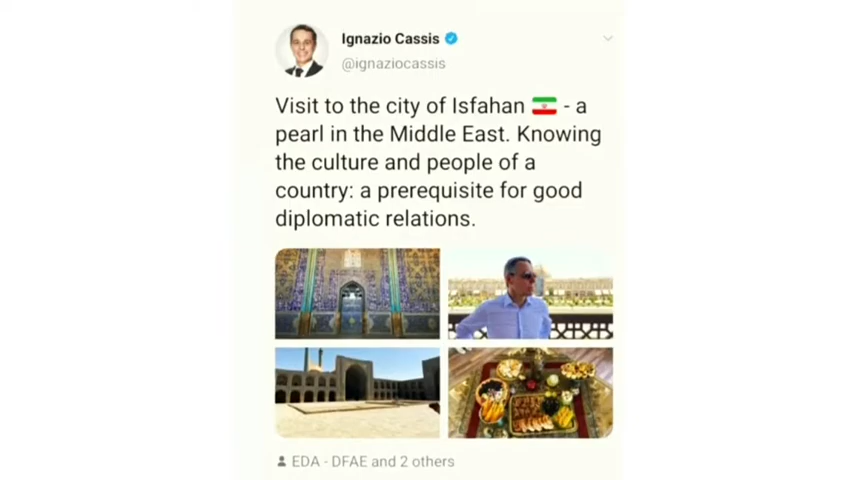 Ignazio Cassis
@ignaziocassis
Visit to the city of Isfahan 🇮🇷 - a
pearl in the Middle East. Knowing
the culture and people of a
country: a prerequisite for good
diplomatic relations.
EDA - DFAE and 2 others